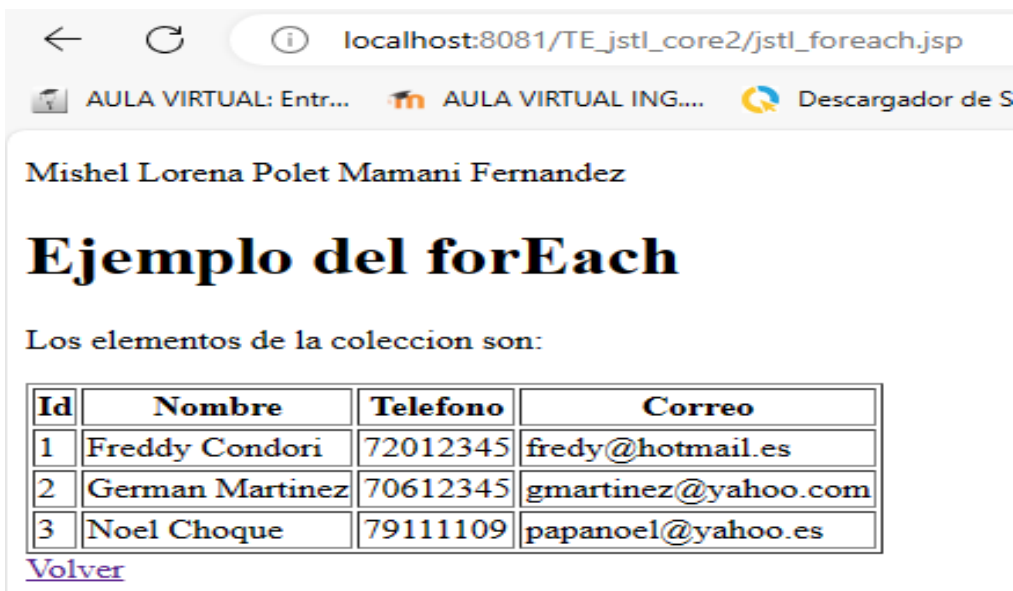 localhost:8081/TE_jstl_core2/jstl_foreach.jsp
AULA VIRTUAL: Entr... AULA VIRTUAL ING.... Descargador de S
Mishel Lorena Polet Mamani Fernandez
Ejemplo del forEach
Los elementos de la coleccion son:
Id Nombre Telefono Correo
1 Freddy Condori 72012345 fredy@hotmail.es
2 German Martinez 70612345 gmartinez@yahoo.com
3 Noel Choque 79111109 papanoel@yahoo.es
Volver